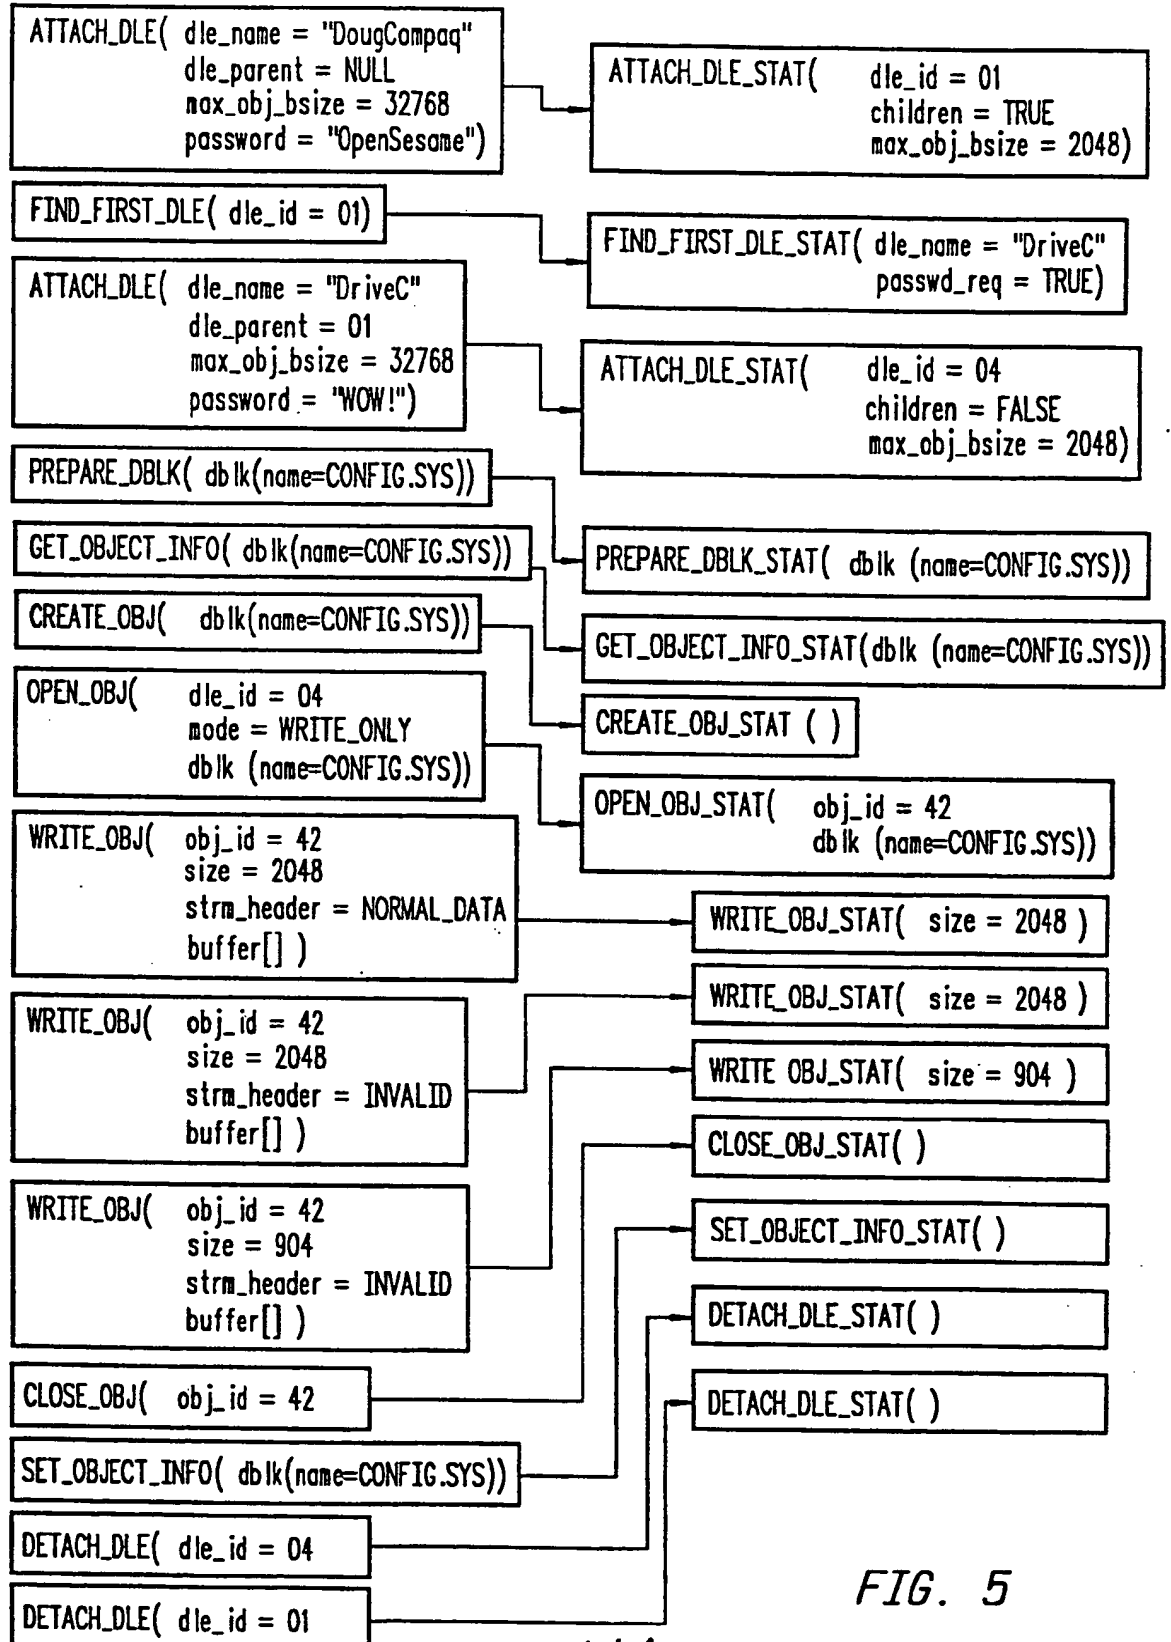 ATTACH_DLE( dle_name = "DougCompaq"
dle_parent = NULL
max_obj_bsize = 32768
password = "OpenSesame")
ATTACH_DLE_STAT( dle_id = 01
children = TRUE
max_obj_bsize = 2048)
FIND_FIRST_DLE( dle_id = 01)
FIND_FIRST_DLE_STAT( dle_name = "DriveC"
passwd_req = TRUE)
ATTACH_DLE( dle_name = "DriveC"
dle_parent = 01
max_obj_bsize = 32768
password = "WOW!")
ATTACH_DLE_STAT( dle_id = 04
children = FALSE
max_obj_bsize = 2048)
PREPARE_DBLK( dblk(name=CONFIG.SYS))
PREPARE_DBLK_STAT( dblk (name=CONFIG.SYS))
GET_OBJECT_INFO( dblk(name=CONFIG.SYS))
GET_OBJECT_INFO_STAT(dblk (name=CONFIG.SYS))
CREATE_OBJ( dblk(name=CONFIG.SYS))
CREATE_OBJ_STAT ( )
OPEN_OBJ( dle_id = 04
mode = WRITE_ONLY
dblk (name=CONFIG.SYS))
OPEN_OBJ_STAT( obj_id = 42
dblk (name=CONFIG.SYS))
WRITE_OBJ( obj_id = 42
size = 2048
strm_header = NORMAL_DATA
buffer[] )
WRITE_OBJ_STAT( size = 2048 )
WRITE_OBJ( obj_id = 42
size = 2048
strm_header = INVALID
buffer[] )
WRITE_OBJ_STAT( size = 2048 )
WRITE_OBJ( obj_id = 42
size = 904
strm_header = INVALID
buffer[] )
WRITE OBJ_STAT( size = 904 )
CLOSE_OBJ( obj_id = 42
CLOSE_OBJ_STAT( )
SET_OBJECT_INFO( dblk(name=CONFIG.SYS))
SET_OBJECT_INFO_STAT( )
DETACH_DLE( dle_id = 04
DETACH_DLE_STAT( )
DETACH_DLE( dle_id = 01
DETACH_DLE_STAT( )
FIG. 5